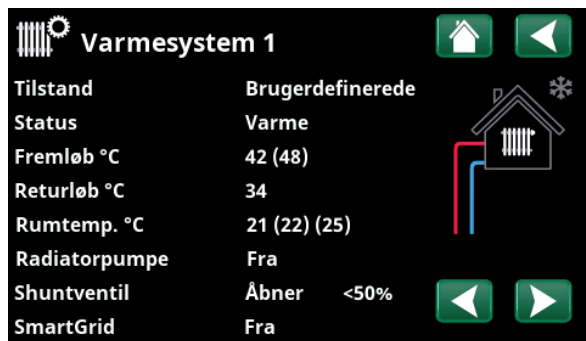 Varmesystem 1
Tilstand Brugerdefinerede
Status Varme
Fremløb °C 42 (48)
Returløb °C 34
Rumtemp. °C 21 (22) (25)
Radiatorpumpe Fra
Shuntventil Åbner <50%
SmartGrid Fra